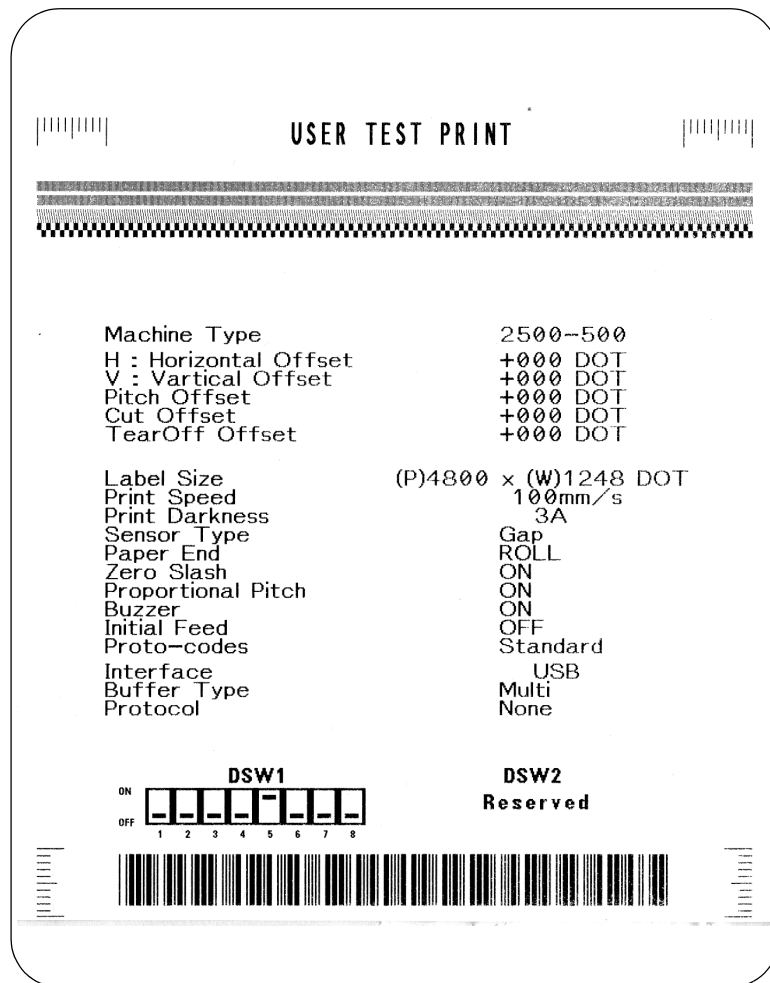 USER TEST PRINT
Machine Type 2500-500
H : Horizontal Offset +000 DOT
V : Vartical Offset +000 DOT
Pitch Offset +000 DOT
Cut Offset +000 DOT
TearOff Offset +000 DOT
Label Size (P)4800 x (W)1248 DOT
Print Speed 100mm/s
Print Darkness 3A
Sensor Type Gap
Paper End ROLL
Zero Slash ON
Proportional Pitch ON
Buzzer ON
Initial Feed OFF
Proto-codes Standard
Interface USB
Buffer Type Multi
Protocol None
DSW1 DSW2
ON
Reserved
OFF
1 2 3 4 5 6 7 8